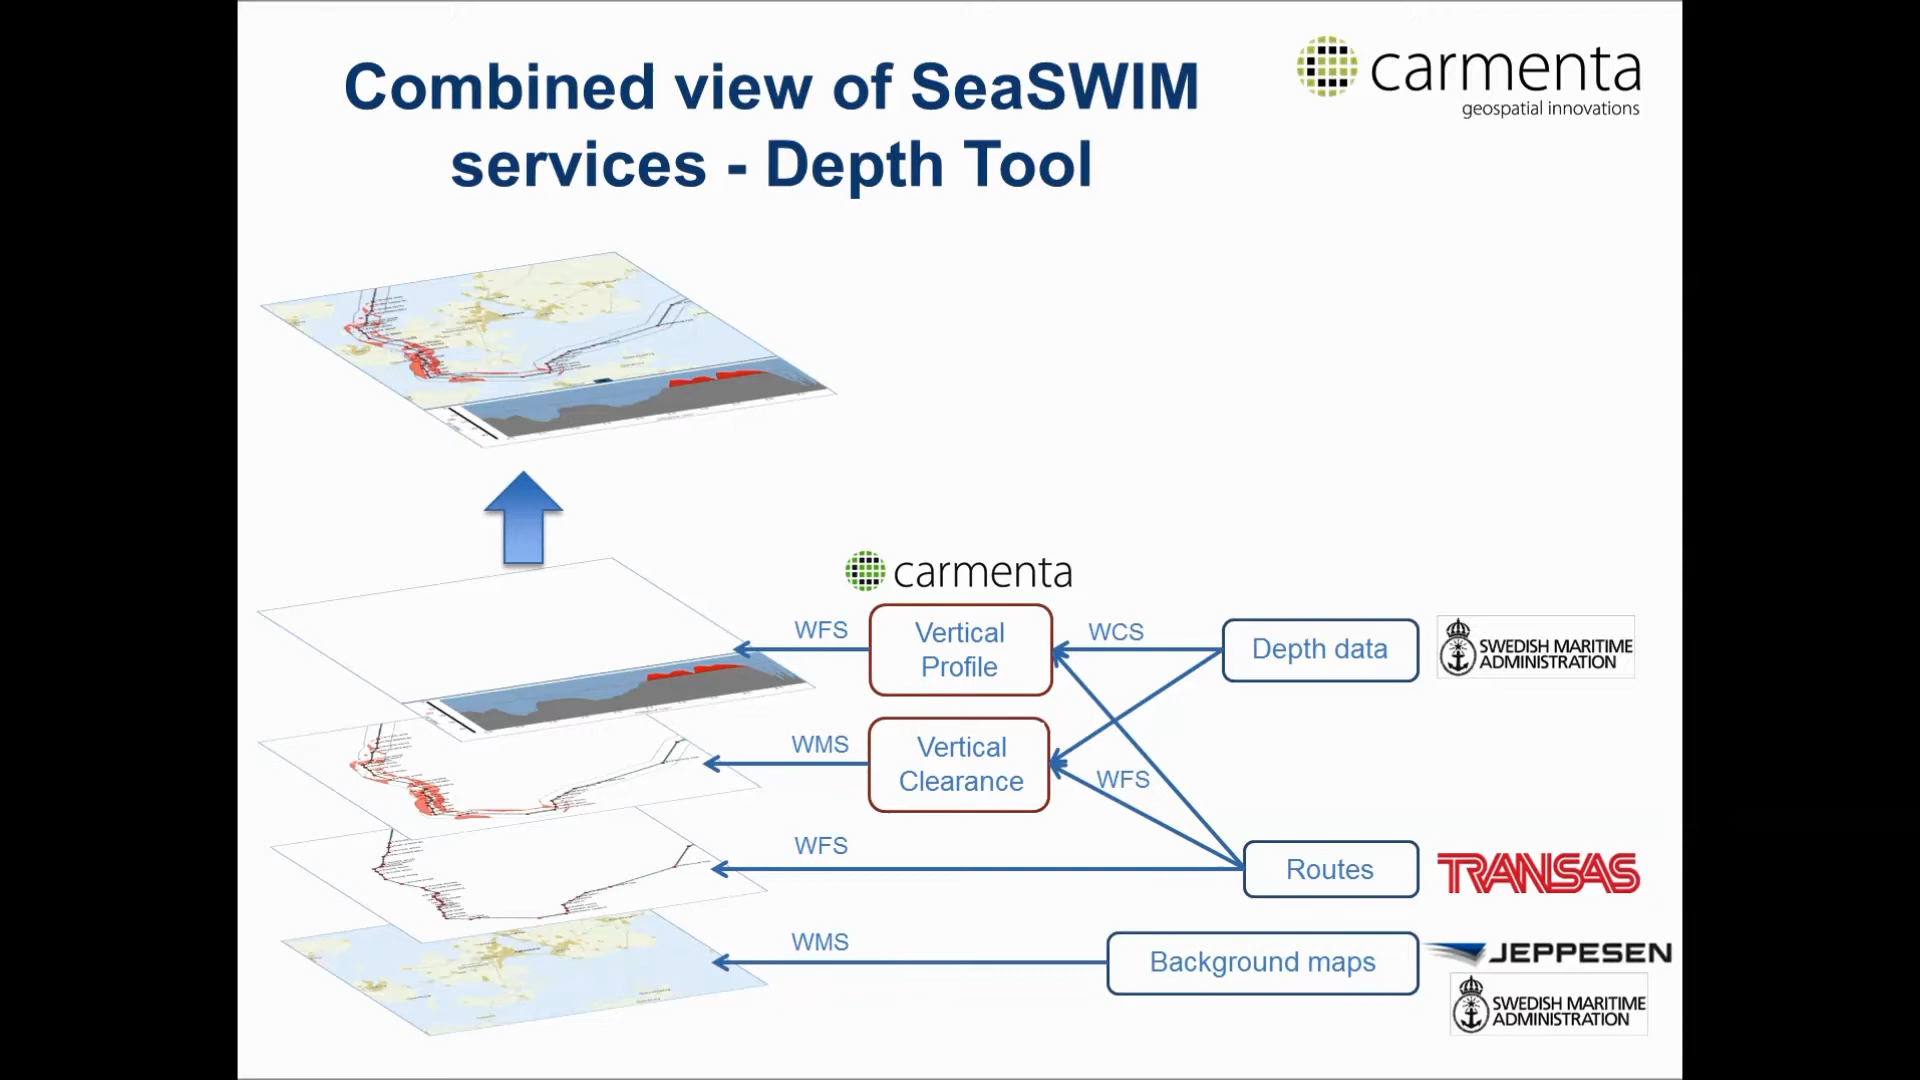 Combined view of SeaSWIM
services - Depth Tool
carmenta
geospatial innovations
carmenta
WFS
Vertical
Profile
WCS
Depth data
SWEDISH MARITIME
ADMINISTRATION
WMS
Vertical
Clearance
WFS
WFS
Routes
TRANSAS
WMS
Background maps
JEPPESEN
SWEDISH MARITIME
ADMINISTRATION